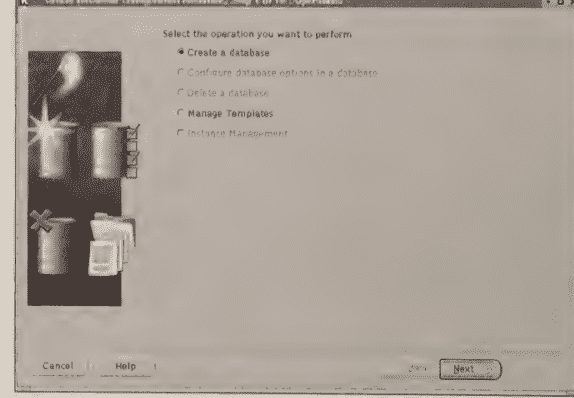 Select the operation you want to perform
Create a database
Configure database options in a database
Delete a database
Manage Templates
Instance Management
Cancel
Help
Next